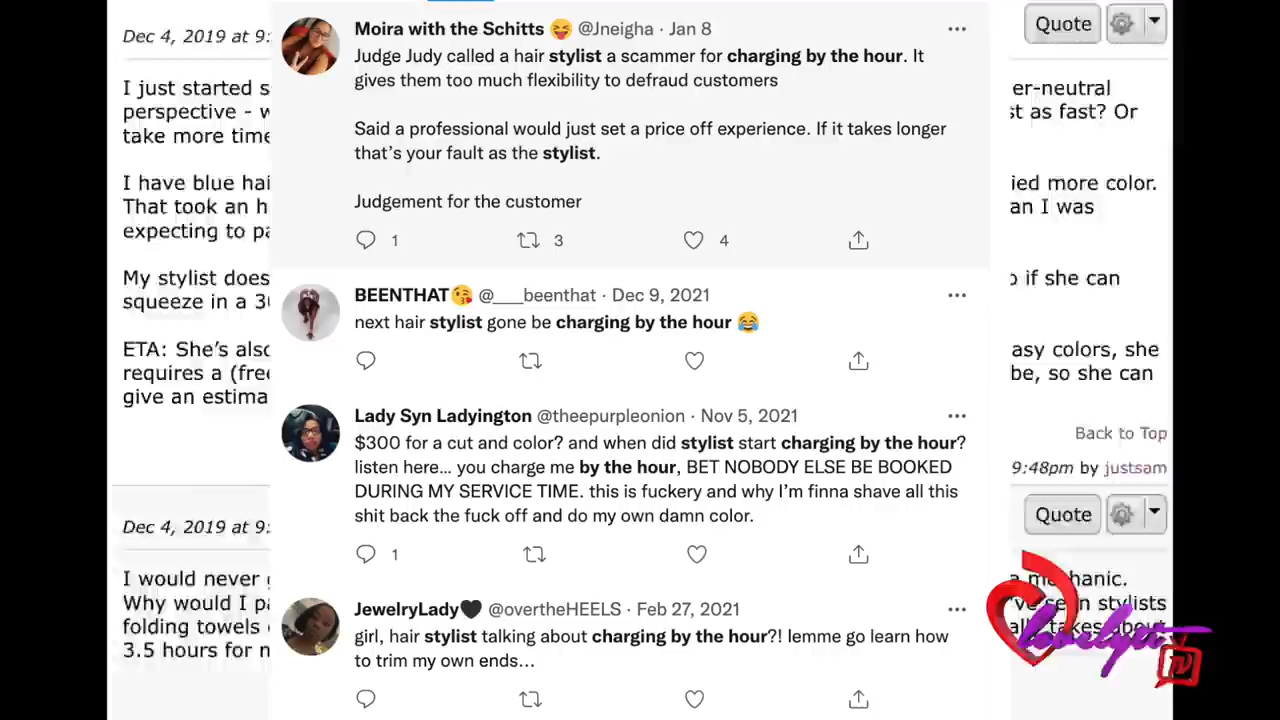 Dec 4, 2019 at 9:
Quote
I just started s
er-neutral
perspective - w
st as fast? Or
take more time
I have blue hai
ied more color.
That took an h
an I was
expecting to pa
My stylist does
o if she can
squeeze in a 30
ETA: She's also
asy colors, she
requires a (free
be, so she can
give an estima
Back to Top
9:48pm by justsam
Dec 4, 2019 at 9:
Quote
I would never g
a mechanic.
Why would I pa
've seen stylists
folding towels
takes about
3.5 hours for n
Moira with the Schitts 😝 @Jneigha · Jan 8
Judge Judy called a hair stylist a scammer for charging by the hour. It
gives them too much flexibility to defraud customers
Said a professional would just set a price off experience. If it takes longer
that's your fault as the stylist.
Judgement for the customer
1 3 4
BEENTHAT😘 @___beenthat · Dec 9, 2021
next hair stylist gone be charging by the hour 😂
Lady Syn Ladyington @theepurpleonion · Nov 5, 2021
$300 for a cut and color? and when did stylist start charging by the hour?
listen here... you charge me by the hour, BET NOBODY ELSE BE BOOKED
DURING MY SERVICE TIME. this is fuckery and why I'm finna shave all this
shit back the fuck off and do my own damn color.
1
JewelryLady🖤 @overtheHEELS · Feb 27, 2021
girl, hair stylist talking about charging by the hour?! lemme go learn how
to trim my own ends...
lovelyti
TV